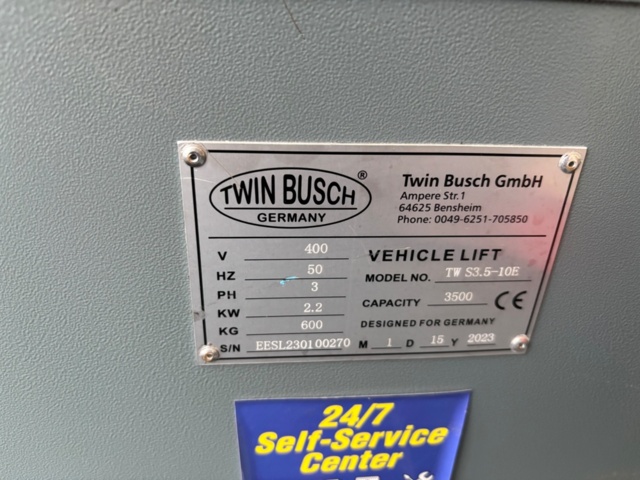 TWIN BUSCH ®
GERMANY
Twin Busch GmbH
Ampere Str.1
64625 Bensheim
Phone: 0049-6251-705850
V 400
HZ 50
PH 3
KW 2.2
KG 600
S/N EESL230100270
VEHICLE LIFT
MODEL NO. TW S3.5-10E
CAPACITY 3500 CE
DESIGNED FOR GERMANY
M 1 D 15 Y 2023
24/7
Self-Service
Center